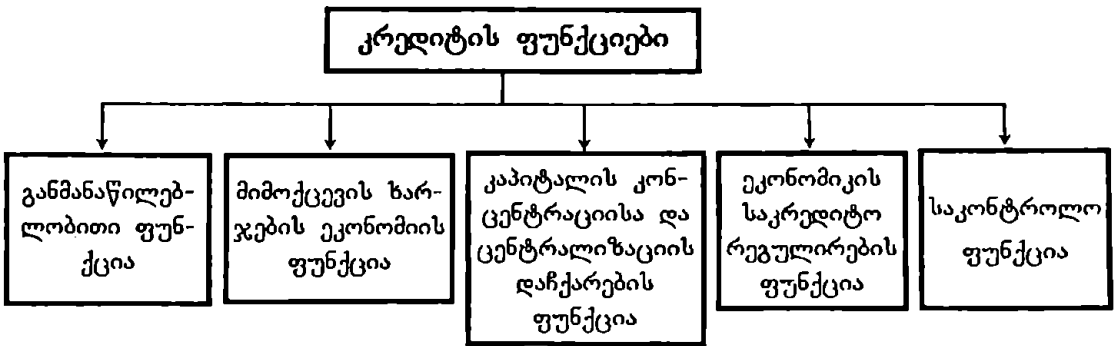 კრედიტის ფუნქციები
განმანაწილებ-
ლობითი ფუნ-
ქცია
მიმოქცევის ხარ-
ჯების ეკონომიის
ფუნქცია
კაპიტალის კონ-
ცენტრაციისა და
ცენტრალიზაციის
დაჩქარების
ფუნქცია
ეკონომიკის
საკრედიტო
რეგულირების
ფუნქცია
საკონტროლო
ფუნქცია